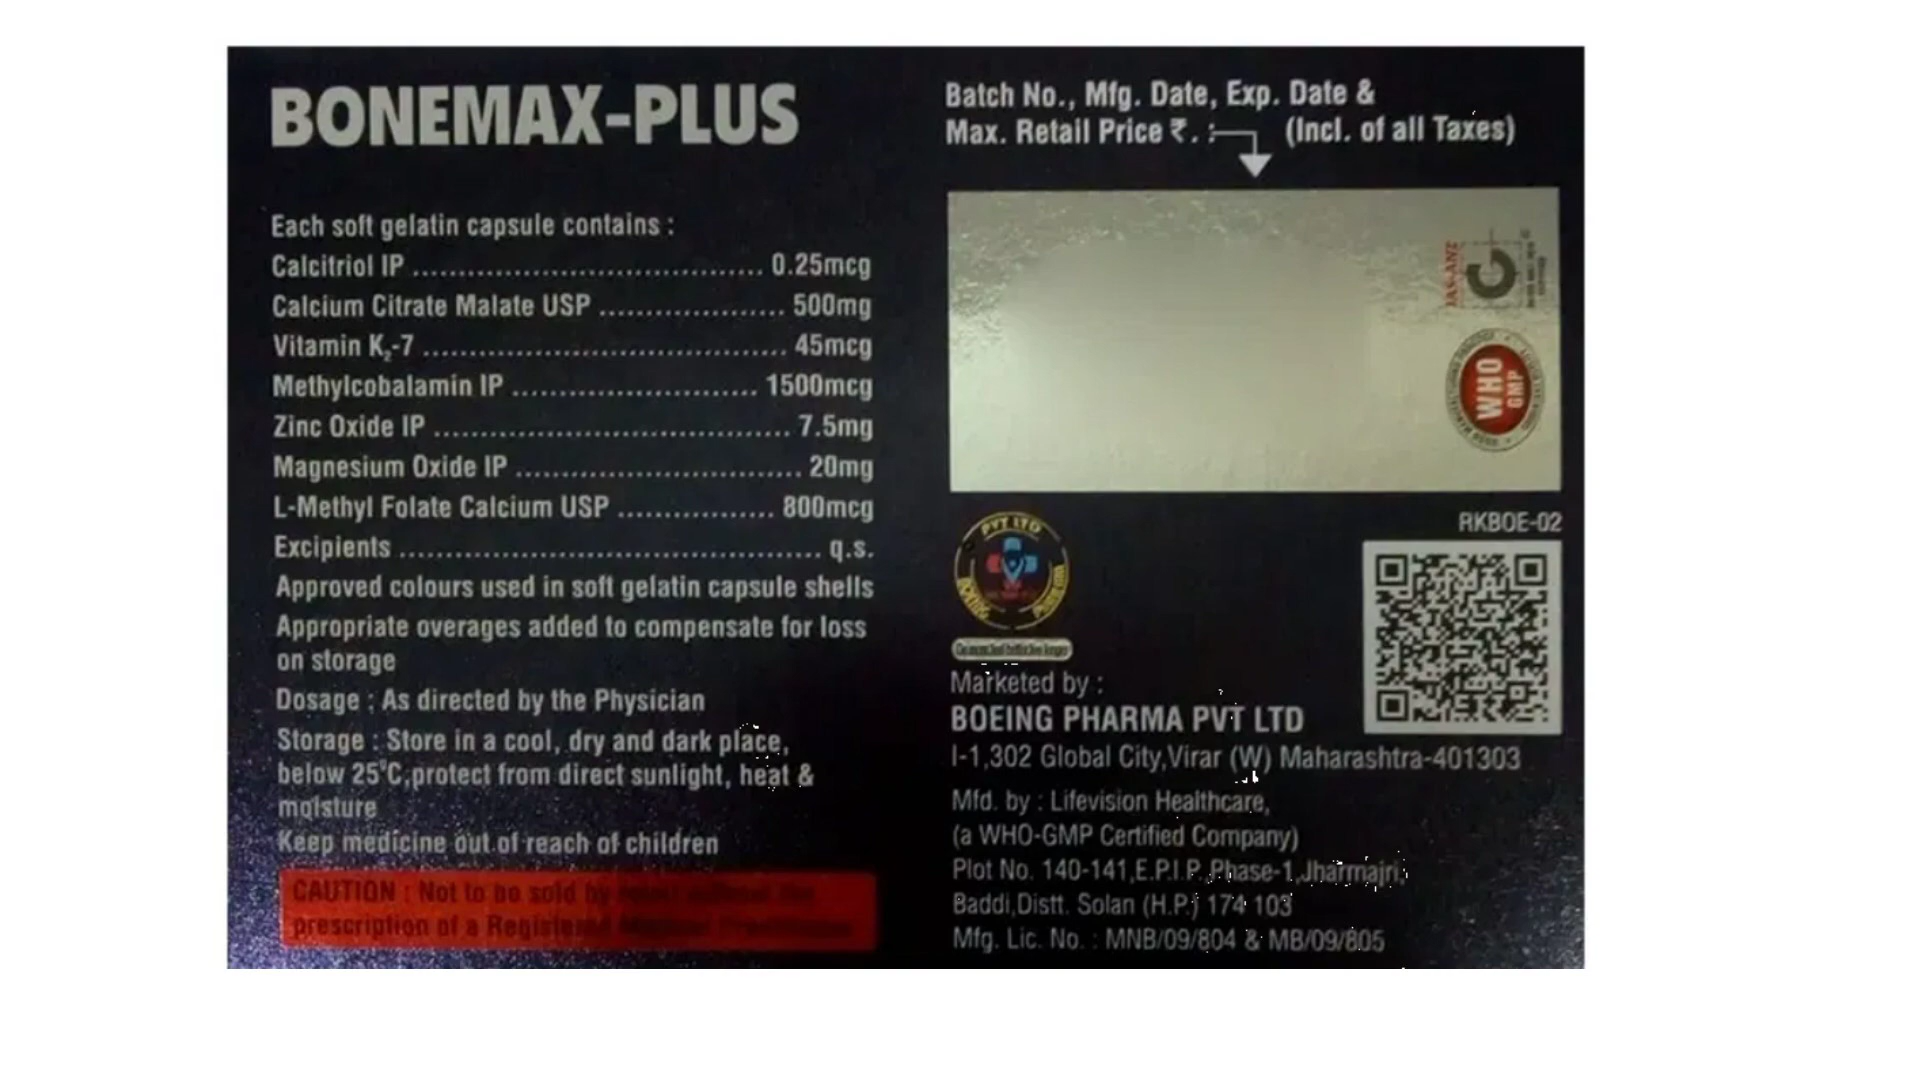 BONEMAX-PLUS
Each soft gelatin capsule contains :
Calcitriol IP .................................... 0.25mcg
Calcium Citrate Malate USP ................... 500mg
Vitamin K2-7 ..................................... 45mcg
Methylcobalamin IP ......................... 1500mcg
Zinc Oxide IP .................................... 7.5mg
Magnesium Oxide IP ............................. 20mg
L-Methyl Folate Calcium USP ................ 800mcg
Excipients ........................................... q.s.
Approved colours used in soft gelatin capsule shells
Appropriate overages added to compensate for loss
on storage
Dosage : As directed by the Physician
Storage : Store in a cool, dry and dark place,
below 25°C,protect from direct sunlight, heat &
moisture
Keep medicine out of reach of children
CAUTION : Not to be sold by
prescription of a Registered
Batch No., Mfg. Date, Exp. Date &
Max. Retail Price ₹. : (Incl. of all Taxes)
JAS-ANZ
WHO
GMP
RKBOE-02
PVT LTD
BOEING
PHARMA
Marketed by :
BOEING PHARMA PVT LTD
I-1,302 Global City,Virar (W) Maharashtra-401303
Mfd. by : Lifevision Healthcare,
(a WHO-GMP Certified Company)
Plot No. 140-141,E.P.I.P.,Phase-1,Jharmajri,
Baddi,Distt. Solan (H.P.) 174 103
Mfg. Lic. No. : MNB/09/804 & MB/09/805